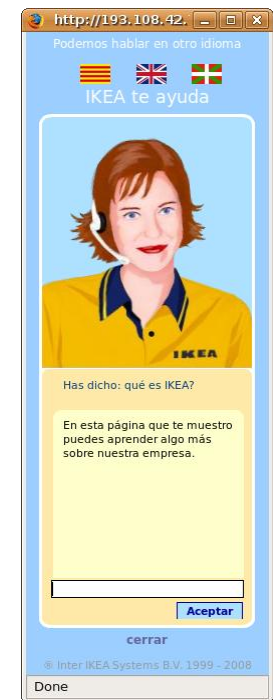 http://193.108.42.
Podemos hablar en otro idioma
IKEA te ayuda
IKEA
Has dicho: qué es IKEA?
En esta página que te muestro
puedes aprender algo más
sobre nuestra empresa.
Aceptar
cerrar
® Inter IKEA Systems B.V. 1999 - 2008
Done